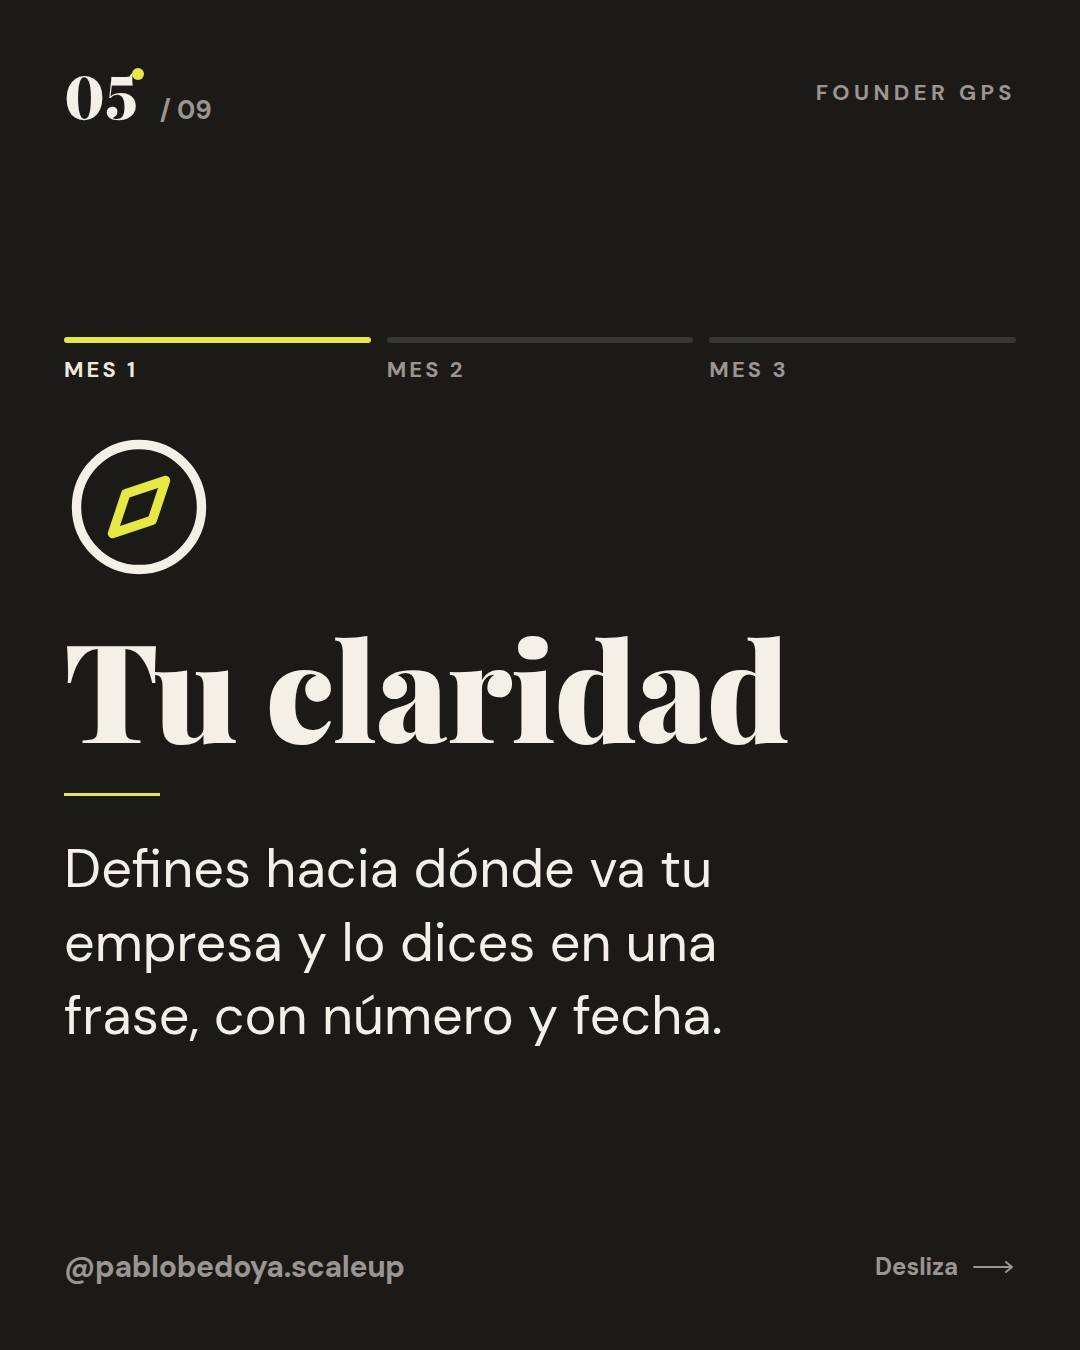 05 / 09
FOUNDER GPS
MES 1
MES 2
MES 3
Tu claridad
Defines hacia dónde va tu
empresa y lo dices en una
frase, con número y fecha.
@pablobedoya.scaleup
Desliza